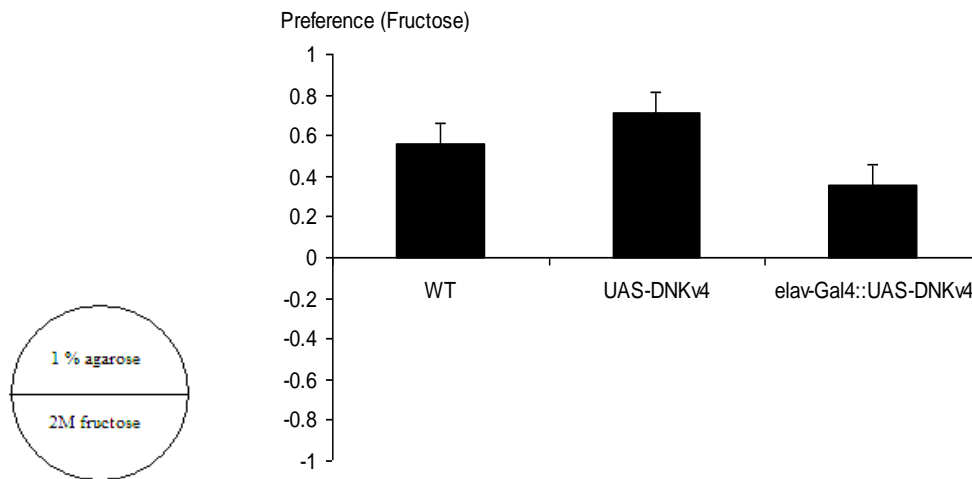 Preference (Fructose)
1
0.8
0.6
0.4
0.2
0
-0.2
-0.4
-0.6
-0.8
-1
WT UAS-DNKv4 elav-Gal4::UAS-DNKv4
1 % agarose
2M fructose